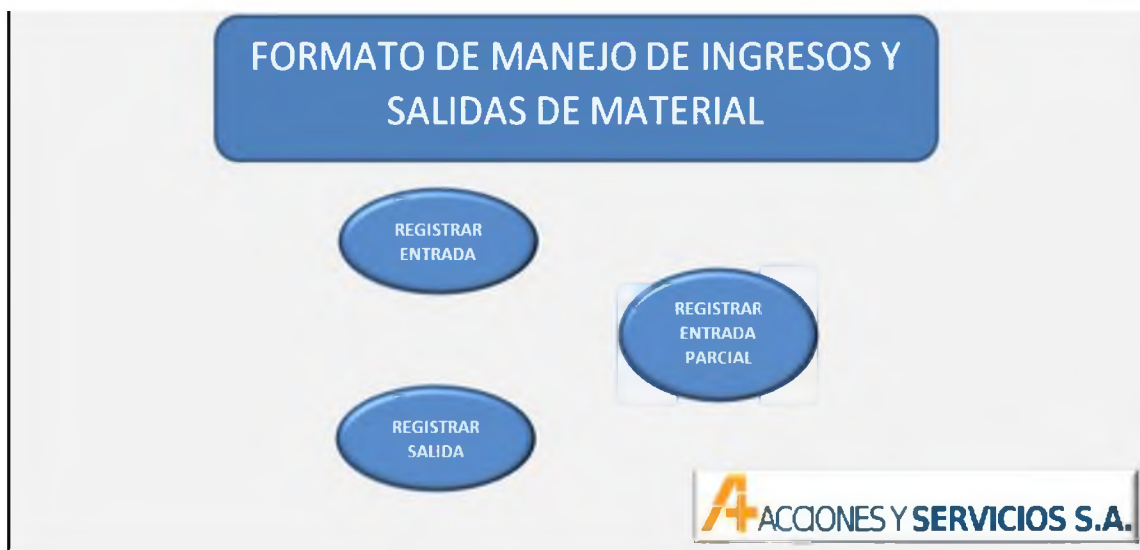 FORMATO DE MANEJO DE INGRESOS Y
SALIDAS DE MATERIAL
REGISTRAR
ENTRADA
REGISTRAR
ENTRADA
PARCIAL
REGISTRAR
SALIDA
A+ ACCIONES Y SERVICIOS S.A.